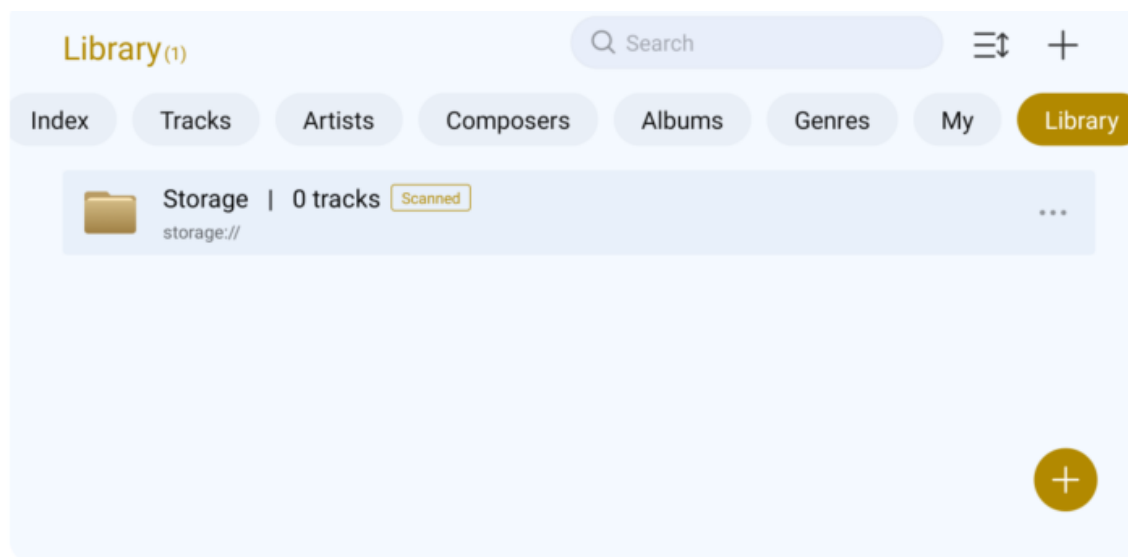 Library(1)
Search
Index Tracks Artists Composers Albums Genres My Library
Storage | 0 tracks Scanned
storage://